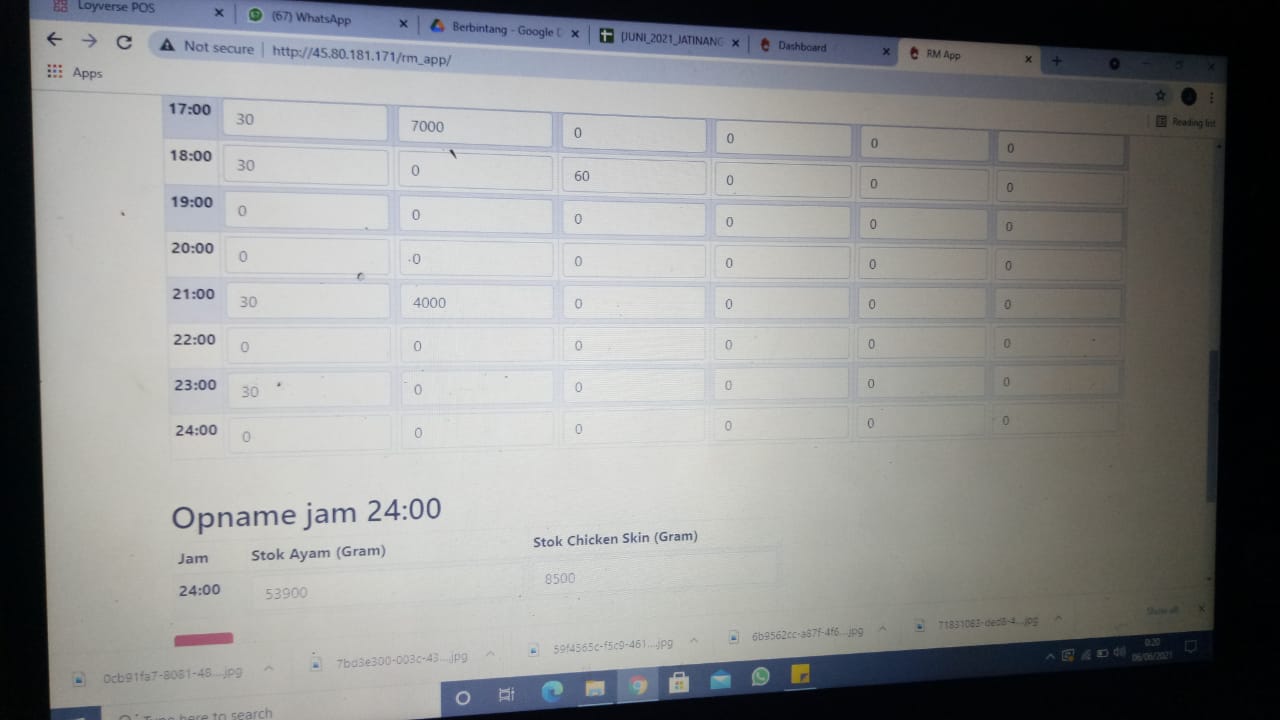 Loyverse POS
(67) WhatsApp
Berbintang - Google D
[JUNI_2021_JATINANG
Dashboard
RM App
Not secure http://45.80.181.171/rm_app/
Apps
Reading list
17:00 30 7000 0 0 0 0
18:00 30 0 60 0 0 0
19:00 0 0 0 0 0 0
20:00 0 0 0 0 0 0
21:00 30 4000 0 0 0 0
22:00 0 0 0 0 0 0
23:00 30 0 0 0 0 0
24:00 0 0 0 0 0 0
Opname jam 24:00
Jam Stok Ayam (Gram) Stok Chicken Skin (Gram)
24:00 53900 8500
0cb91fa7-8081-48....jpg 7bd3e300-003c-43....jpg 59f4565c-f5c9-461....jpg 6b9562cc-a87f-4f6....jpg 71831083-ded8-4....jpg Show all
Type here to search
0:20
06/06/2021